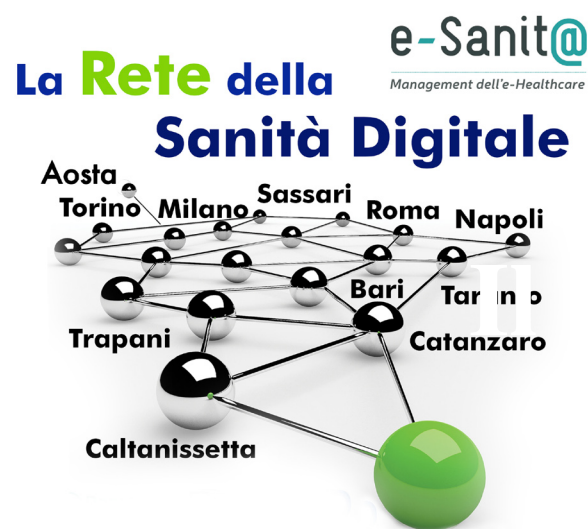 e-Sanit@
Management dell'e-Healthcare
La Rete della
Sanità Digitale
Aosta
Torino Milano Sassari Roma Napoli
Bari Taranto
Trapani Catanzaro
Caltanissetta